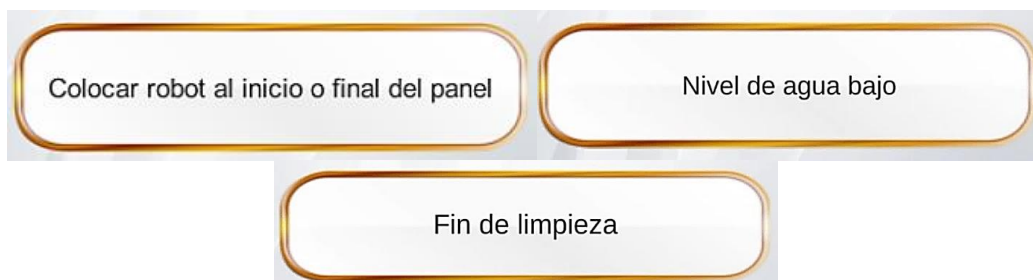 Colocar robot al inicio o final del panel
Nivel de agua bajo
Fin de limpieza